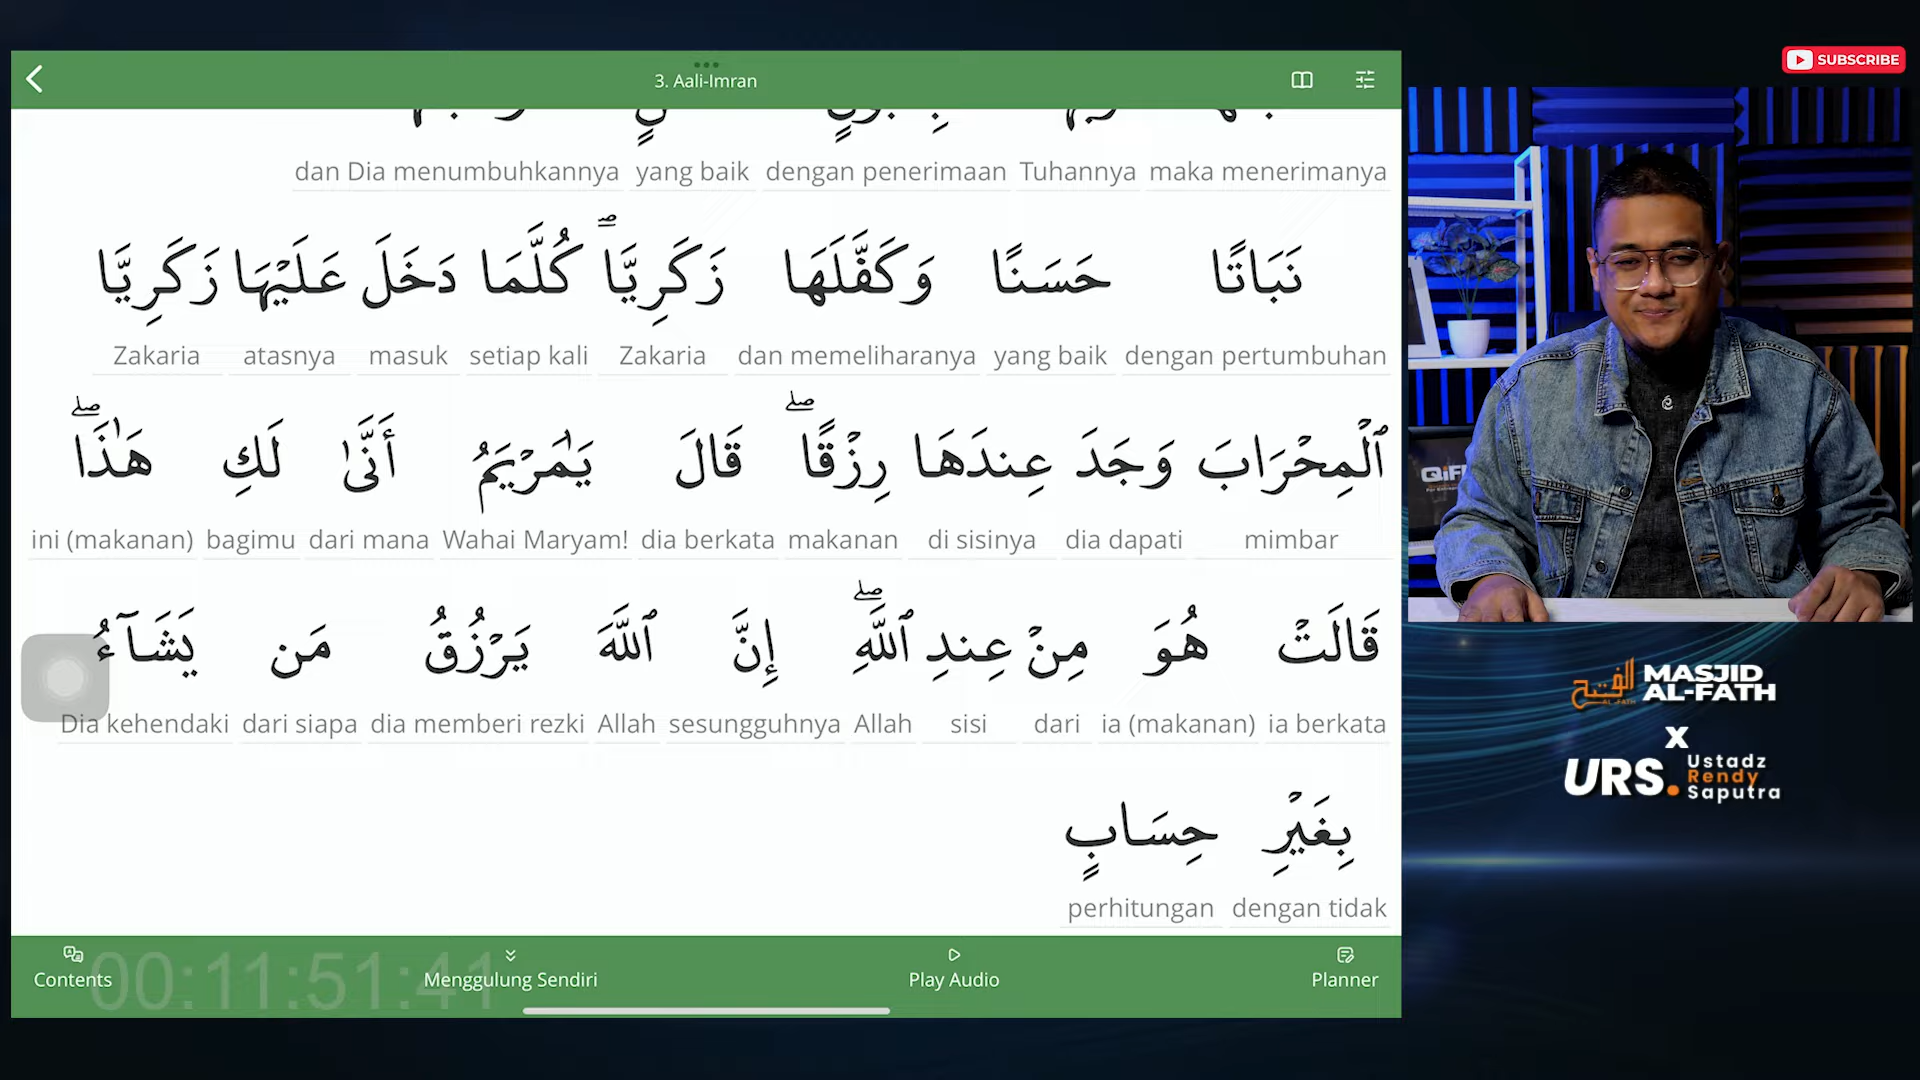 SUBSCRIBE
3. Aali-Imran
maka menerimanya Tuhannya dengan penerimaan yang baik dan Dia menumbuhkannya
نَبَاتًا حَسَنًا وَكَفَّلَهَا زَكَرِيَّا ۖ كُلَّمَا دَخَلَ عَلَيْهَا زَكَرِيَّا
dengan pertumbuhan yang baik dan memeliharanya Zakaria setiap kali masuk atasnya Zakaria
ٱلْمِحْرَابَ وَجَدَ عِندَهَا رِزْقًا ۖ قَالَ يَـٰمَرْيَمُ أَنَّىٰ لَكِ هَـٰذَا ۖ
mimbar dia dapati di sisinya makanan dia berkata Wahai Maryam! dari mana bagimu ini (makanan)
قَالَتْ هُوَ مِنْ عِندِ ٱللَّهِ ۖ إِنَّ ٱللَّهَ يَرْزُقُ مَن يَشَآءُ
ia berkata ia (makanan) dari sisi Allah sesungguhnya Allah dia memberi rezki dari siapa Dia kehendaki
بِغَيْرِ حِسَابٍ
dengan tidak perhitungan
Contents
Menggulung Sendiri
Play Audio
Planner
00:11:51:41
الفتح
AL-FATH
MASJID
AL-FATH
X
URS.
Ustadz
Rendy
Saputra